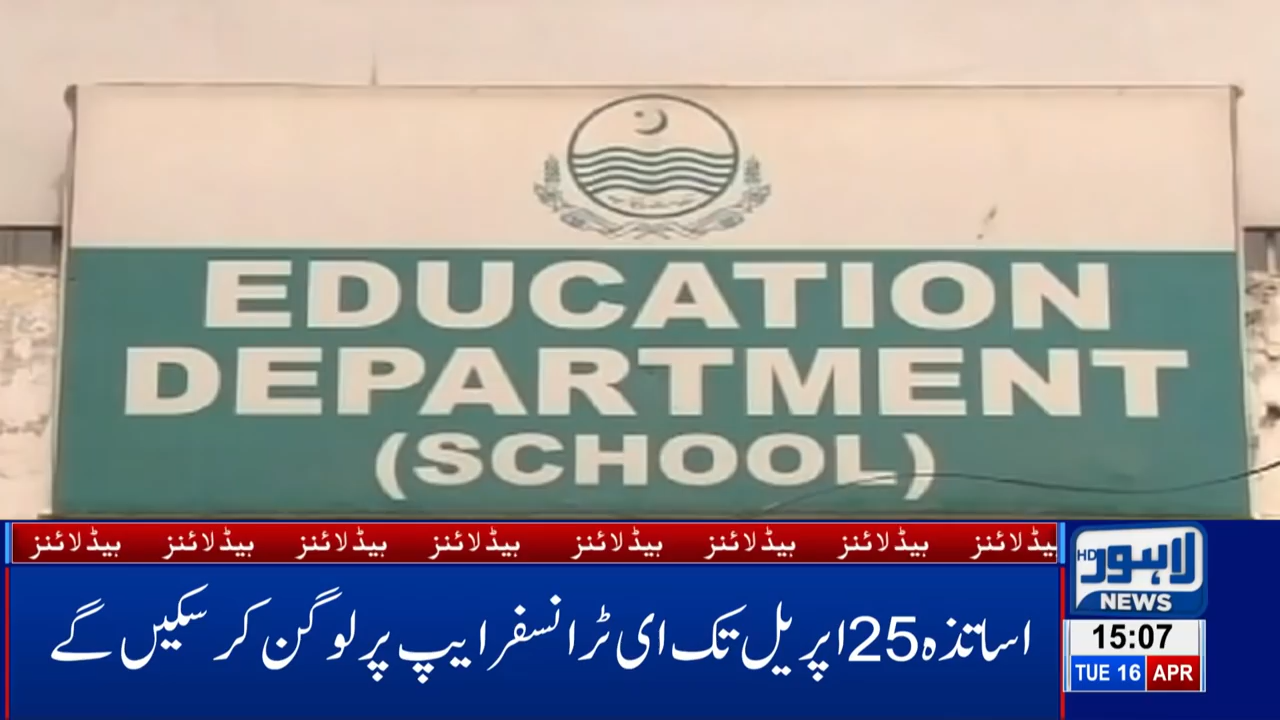 EDUCATION
DEPARTMENT
(SCHOOL)
ہیڈلائنز ہیڈلائنز ہیڈلائنز ہیڈلائنز ہیڈلائنز ہیڈلائنز ہیڈلائنز ہیڈلائنز
اساتذہ 25 اپریل تک ای ٹرانسفر ایپ پر لوگن کر سکیں گے
HD لاہور
NEWS
15:07
TUE 16 APR